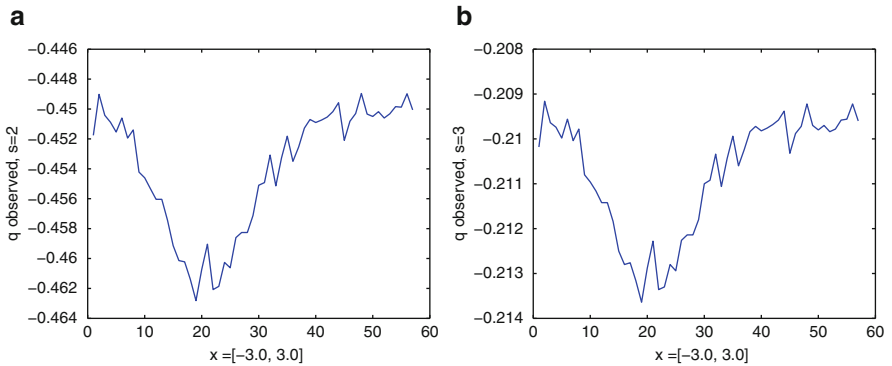 a
−0.446
−0.448
−0.45
−0.452
−0.454
−0.456
−0.458
−0.46
−0.462
−0.464
q observed, s=2
0 10 20 30 40 50 60
x =[−3.0, 3.0]
b
−0.208
−0.209
−0.21
−0.211
−0.212
−0.213
−0.214
q observed, s=3
0 10 20 30 40 50 60
x =[−3.0, 3.0]